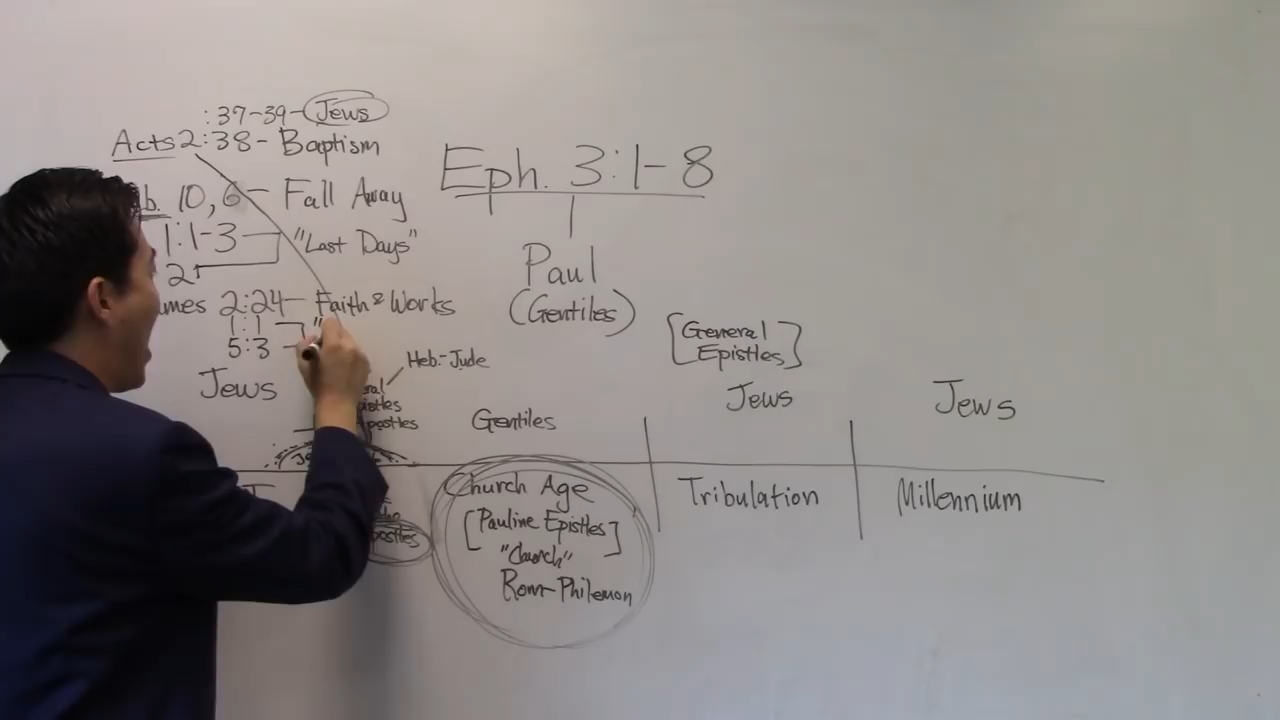 :37-39- Jews
Acts 2:38- Baptism
b. 10, 6- Fall Away
1:1-3 "Last Days"
2
mes 2:24- Faith & Works
1:1
5:3
Jews
Heb.-Jude
Eph. 3:1-8
Paul
(Gentiles)
[General
Epistles]
Jews
Jews
Gentiles
Church Age
[Pauline Epistles]
"Church"
Rom-Philemon
Tribulation
Millennium